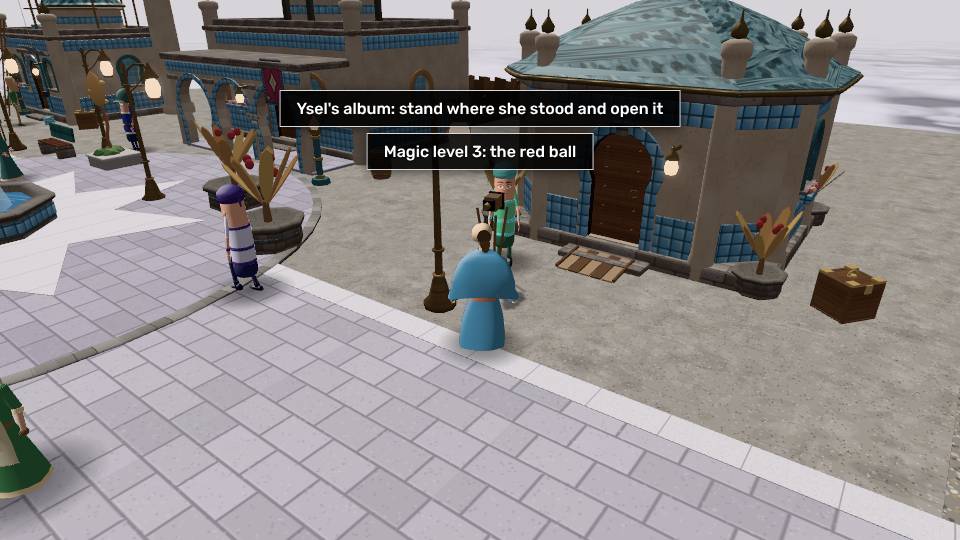 Ysel's album: stand where she stood and open it
Magic level 3: the red ball